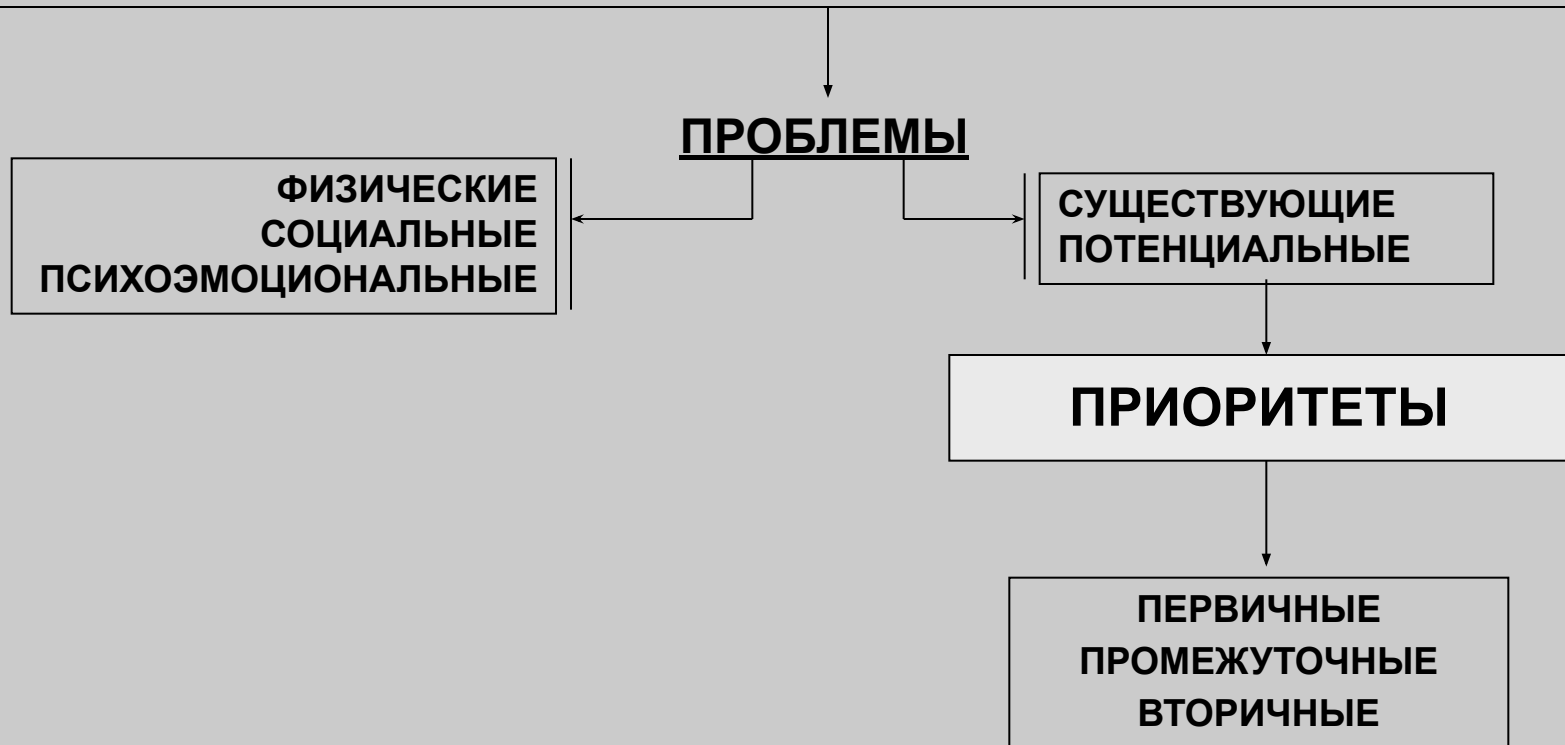 ПРОБЛЕМЫ
ФИЗИЧЕСКИЕ
СОЦИАЛЬНЫЕ
ПСИХОЭМОЦИОНАЛЬНЫЕ
СУЩЕСТВУЮЩИЕ
ПОТЕНЦИАЛЬНЫЕ
ПРИОРИТЕТЫ
ПЕРВИЧНЫЕ
ПРОМЕЖУТОЧНЫЕ
ВТОРИЧНЫЕ